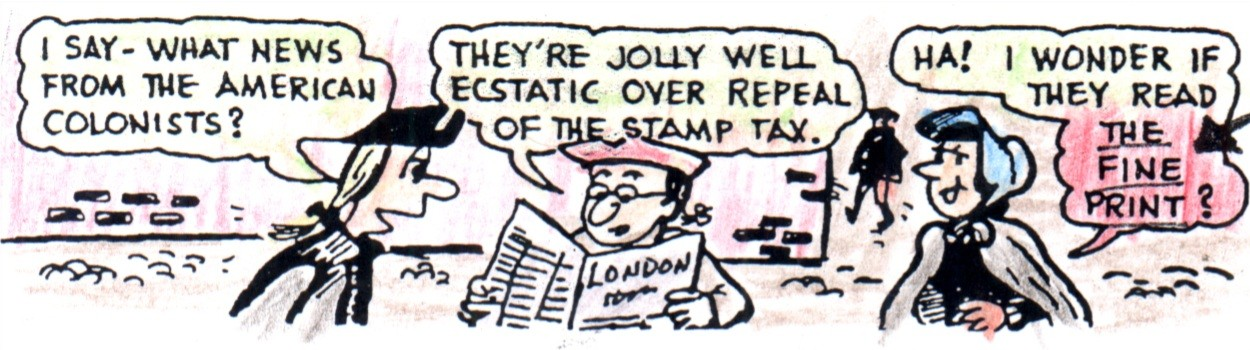 I SAY - WHAT NEWS
FROM THE AMERICAN
COLONISTS?
THEY'RE JOLLY WELL
ECSTATIC OVER REPEAL
OF THE STAMP TAX.
LONDON
HA! I WONDER IF
THEY READ
THE
FINE
PRINT?